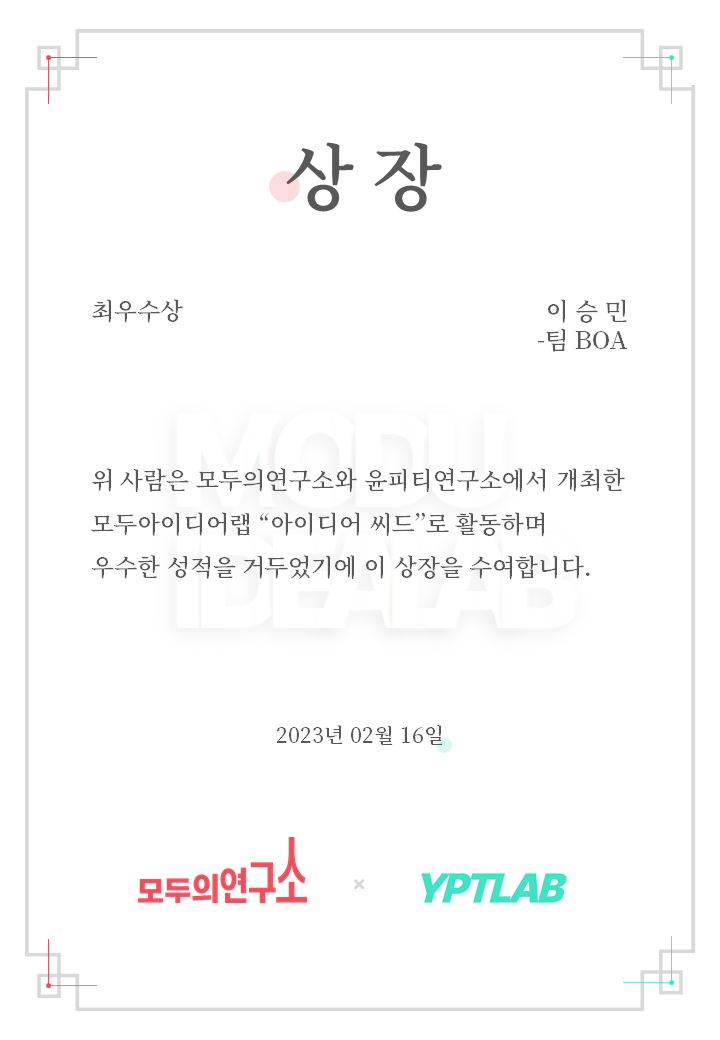 상 장
최우수상
이 승 민
-팀 BOA
MODU
IDEALAB
위 사람은 모두의연구소와 윤피티연구소에서 개최한
모두아이디어랩 “아이디어 씨드”로 활동하며
우수한 성적을 거두었기에 이 상장을 수여합니다.
2023년 02월 16일
모두의연구소 × YPTLAB